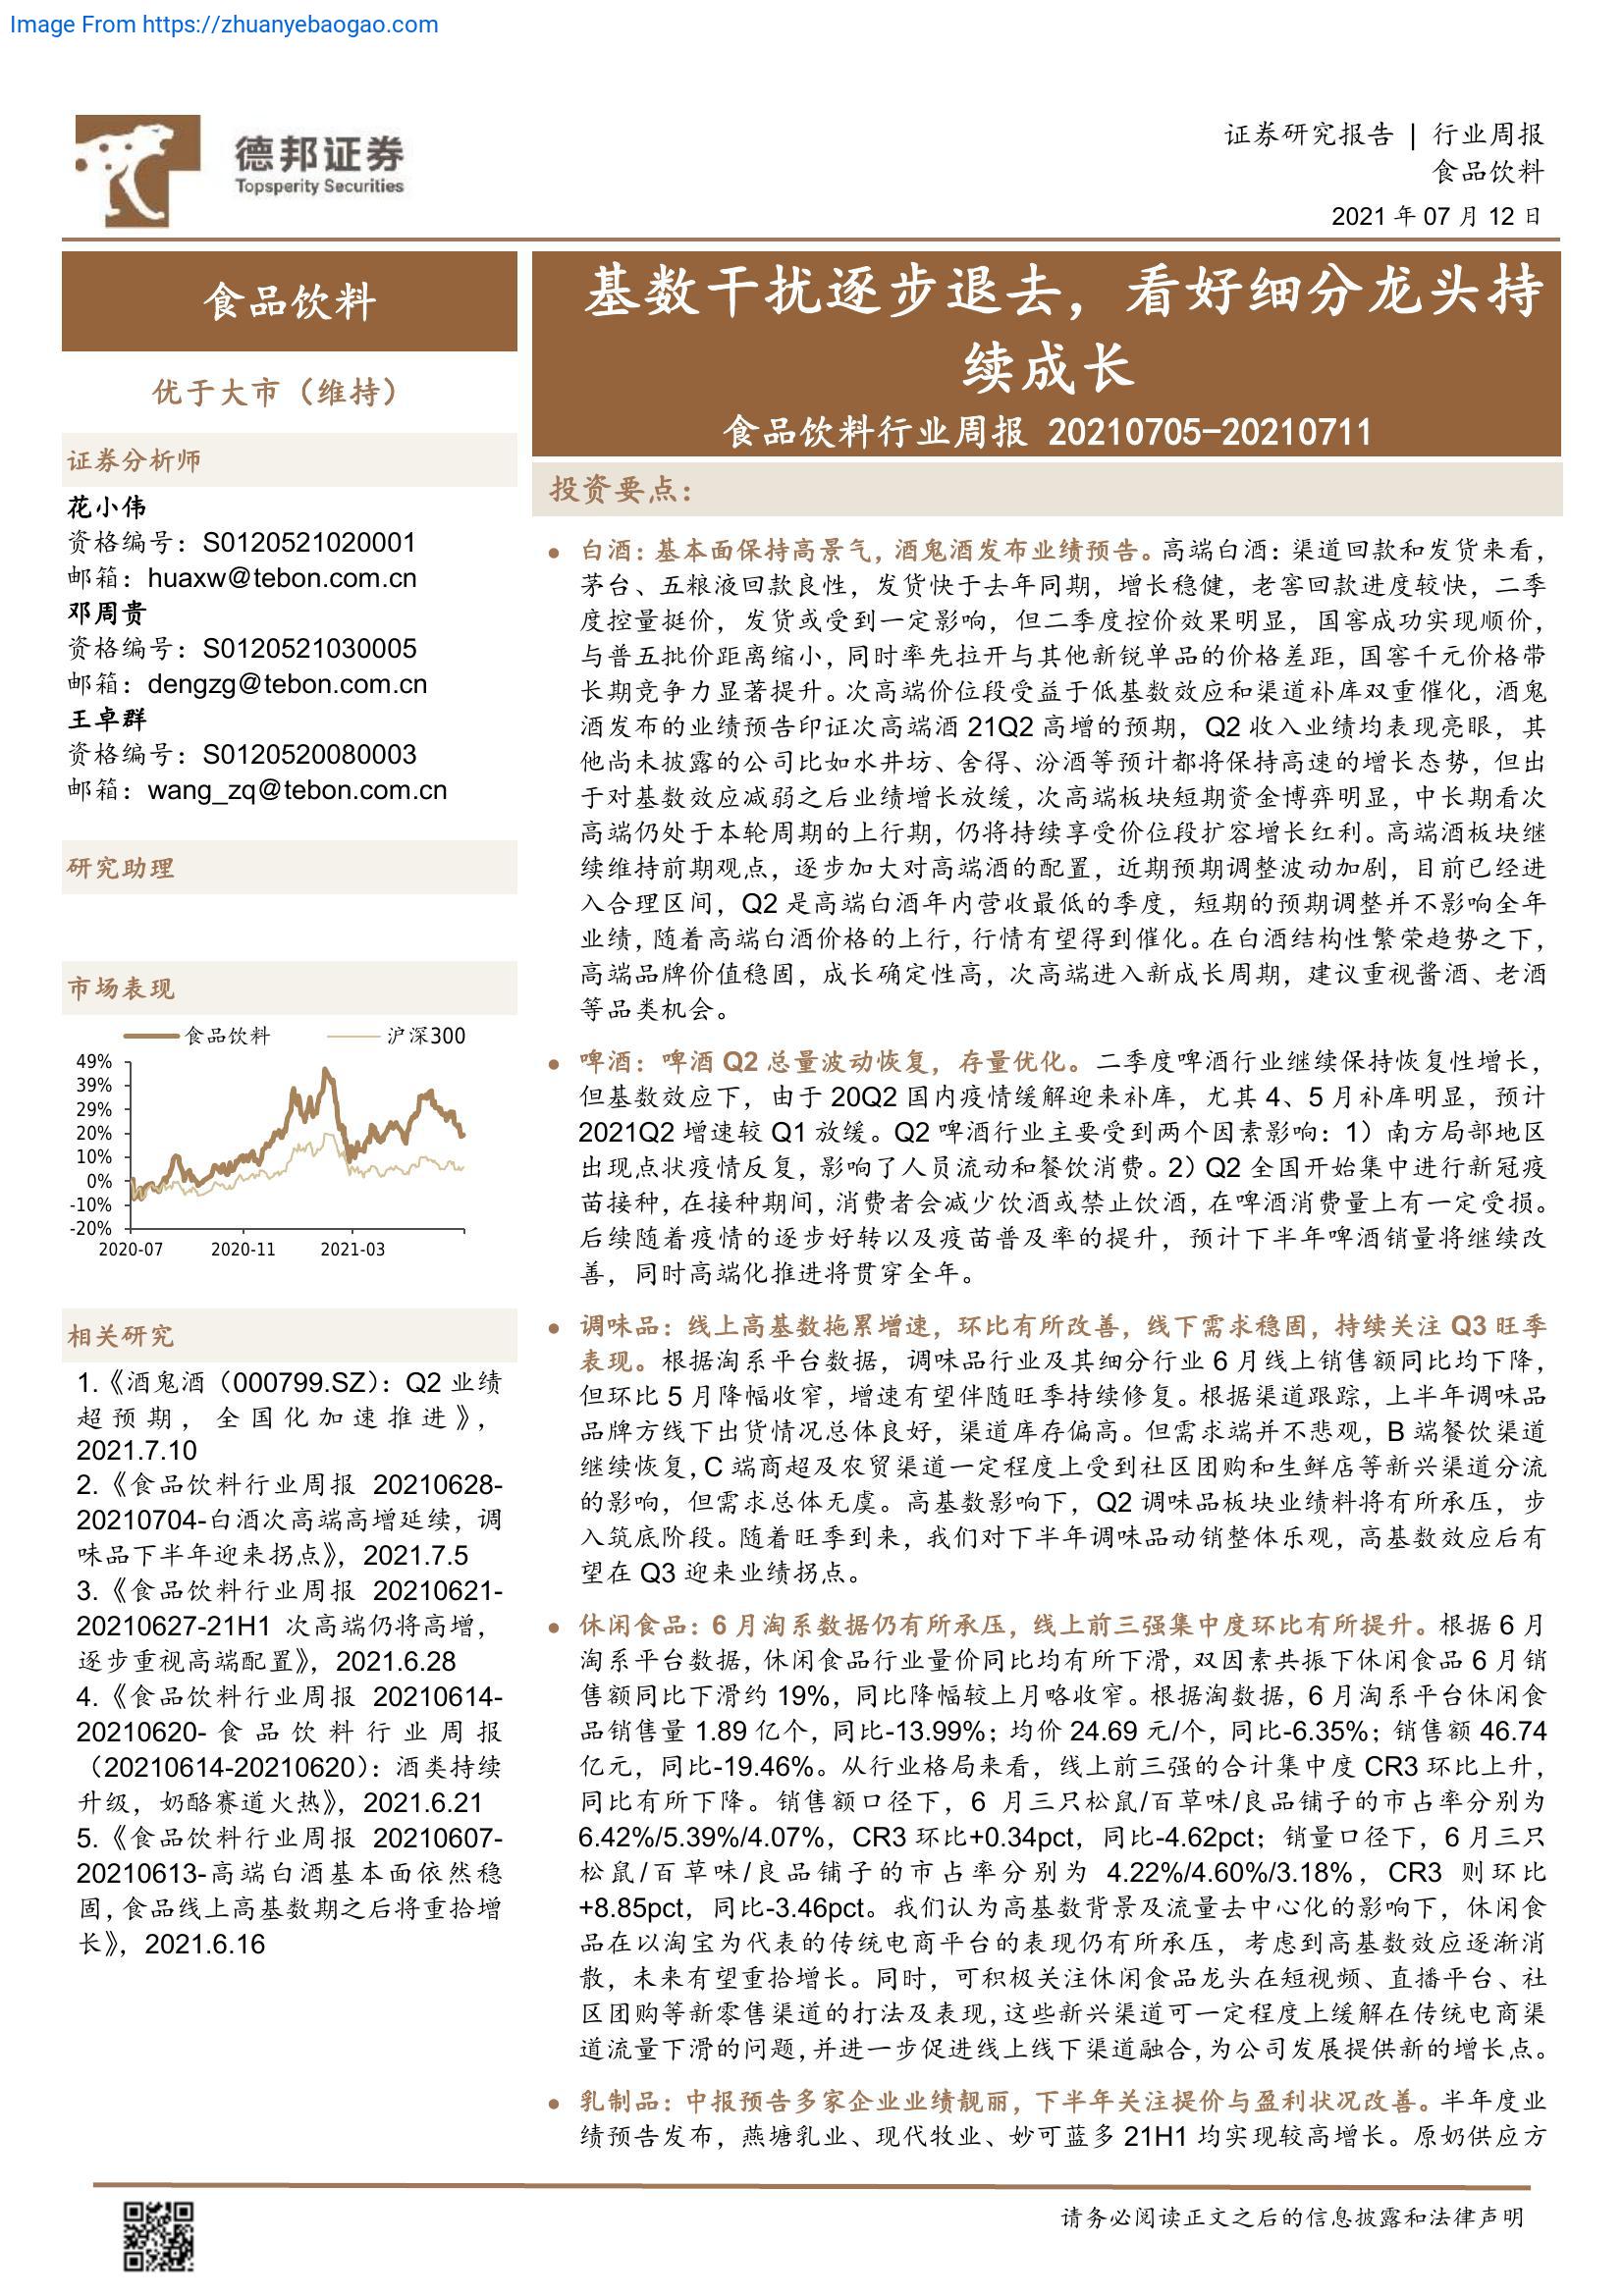 Image From https://zhuanyebaogao.com
德邦证券
Topsperity Securities
证券研究报告 | 行业周报
食品饮料
2021 年 07 月 12 日
食品饮料
优于大市（维持）
证券分析师
花小伟
资格编号：S0120521020001
邮箱：huaxw@tebon.com.cn
邓周贵
资格编号：S0120521030005
邮箱：dengzg@tebon.com.cn
王卓群
资格编号：S0120520080003
邮箱：wang_zq@tebon.com.cn
研究助理
市场表现
食品饮料 沪深300
49%
39%
29%
20%
10%
0%
-10%
-20%
2020-07 2020-11 2021-03
相关研究
1.《酒鬼酒（000799.SZ）：Q2 业绩
超预期，全国化加速推进》，
2021.7.10
2.《食品饮料行业周报 20210628-
20210704-白酒次高端高增延续，调
味品下半年迎来拐点》，2021.7.5
3.《食品饮料行业周报 20210621-
20210627-21H1 次高端仍将高增，
逐步重视高端配置》，2021.6.28
4.《食品饮料行业周报 20210614-
20210620-食品饮料行业周报
（20210614-20210620）：酒类持续
升级，奶酪赛道火热》，2021.6.21
5.《食品饮料行业周报 20210607-
20210613-高端白酒基本面依然稳
固，食品线上高基数期之后将重拾增
长》，2021.6.16
基数干扰逐步退去，看好细分龙头持
续成长
食品饮料行业周报 20210705-20210711
投资要点：
● 白酒：基本面保持高景气，酒鬼酒发布业绩预告。高端白酒：渠道回款和发货来看，
茅台、五粮液回款良性，发货快于去年同期，增长稳健，老窖回款进度较快，二季
度控量挺价，发货或受到一定影响，但二季度控价效果明显，国窖成功实现顺价，
与普五批价距离缩小，同时率先拉开与其他新锐单品的价格差距，国窖千元价格带
长期竞争力显著提升。次高端价位段受益于低基数效应和渠道补库双重催化，酒鬼
酒发布的业绩预告印证次高端酒 21Q2 高增的预期，Q2 收入业绩均表现亮眼，其
他尚未披露的公司比如水井坊、舍得、汾酒等预计都将保持高速的增长态势，但出
于对基数效应减弱之后业绩增长放缓，次高端板块短期资金博弈明显，中长期看次
高端仍处于本轮周期的上行期，仍将持续享受价位段扩容增长红利。高端酒板块继
续维持前期观点，逐步加大对高端酒的配置，近期预期调整波动加剧，目前已经进
入合理区间，Q2 是高端白酒年内营收最低的季度，短期的预期调整并不影响全年
业绩，随着高端白酒价格的上行，行情有望得到催化。在白酒结构性繁荣趋势之下，
高端品牌价值稳固，成长确定性高，次高端进入新成长周期，建议重视酱酒、老酒
等品类机会。
● 啤酒：啤酒 Q2 总量波动恢复，存量优化。二季度啤酒行业继续保持恢复性增长，
但基数效应下，由于 20Q2 国内疫情缓解迎来补库，尤其 4、5 月补库明显，预计
2021Q2 增速较 Q1 放缓。Q2 啤酒行业主要受到两个因素影响：1）南方局部地区
出现点状疫情反复，影响了人员流动和餐饮消费。2）Q2 全国开始集中进行新冠疫
苗接种，在接种期间，消费者会减少饮酒或禁止饮酒，在啤酒消费量上有一定受损。
后续随着疫情的逐步好转以及疫苗普及率的提升，预计下半年啤酒销量将继续改
善，同时高端化推进将贯穿全年。
● 调味品：线上高基数拖累增速，环比有所改善，线下需求稳固，持续关注 Q3 旺季
表现。根据淘系平台数据，调味品行业及其细分行业 6 月线上销售额同比均下降，
但环比 5 月降幅收窄，增速有望伴随旺季持续修复。根据渠道跟踪，上半年调味品
品牌方线下出货情况总体良好，渠道库存偏高。但需求端并不悲观，B 端餐饮渠道
继续恢复，C 端商超及农贸渠道一定程度上受到社区团购和生鲜店等新兴渠道分流
的影响，但需求总体无虞。高基数影响下，Q2 调味品板块业绩料将有所承压，步
入筑底阶段。随着旺季到来，我们对下半年调味品动销整体乐观，高基数效应后有
望在 Q3 迎来业绩拐点。
● 休闲食品：6 月淘系数据仍有所承压，线上前三强集中度环比有所提升。根据 6 月
淘系平台数据，休闲食品行业量价同比均有所下滑，双因素共振下休闲食品 6 月销
售额同比下滑约 19%，同比降幅较上月略收窄。根据淘数据，6 月淘系平台休闲食
品销售量 1.89 亿个，同比-13.99%；均价 24.69 元/个，同比-6.35%；销售额 46.74
亿元，同比-19.46%。从行业格局来看，线上前三强的合计集中度 CR3 环比上升，
同比有所下降。销售额口径下，6 月三只松鼠/百草味/良品铺子的市占率分别为
6.42%/5.39%/4.07%，CR3 环比+0.34pct，同比-4.62pct；销量口径下，6 月三只
松鼠/百草味/良品铺子的市占率分别为 4.22%/4.60%/3.18%，CR3 则环比
+8.85pct，同比-3.46pct。我们认为高基数背景及流量去中心化的影响下，休闲食
品在以淘宝为代表的传统电商平台的表现仍有所承压，考虑到高基数效应逐渐消
散，未来有望重拾增长。同时，可积极关注休闲食品龙头在短视频、直播平台、社
区团购等新零售渠道的打法及表现，这些新兴渠道可一定程度上缓解在传统电商渠
道流量下滑的问题，并进一步促进线上线下渠道融合，为公司发展提供新的增长点。
● 乳制品：中报预告多家企业业绩靓丽，下半年关注提价与盈利状况改善。半年度业
绩预告发布，燕塘乳业、现代牧业、妙可蓝多 21H1 均实现较高增长。原奶供应方
请务必阅读正文之后的信息披露和法律声明